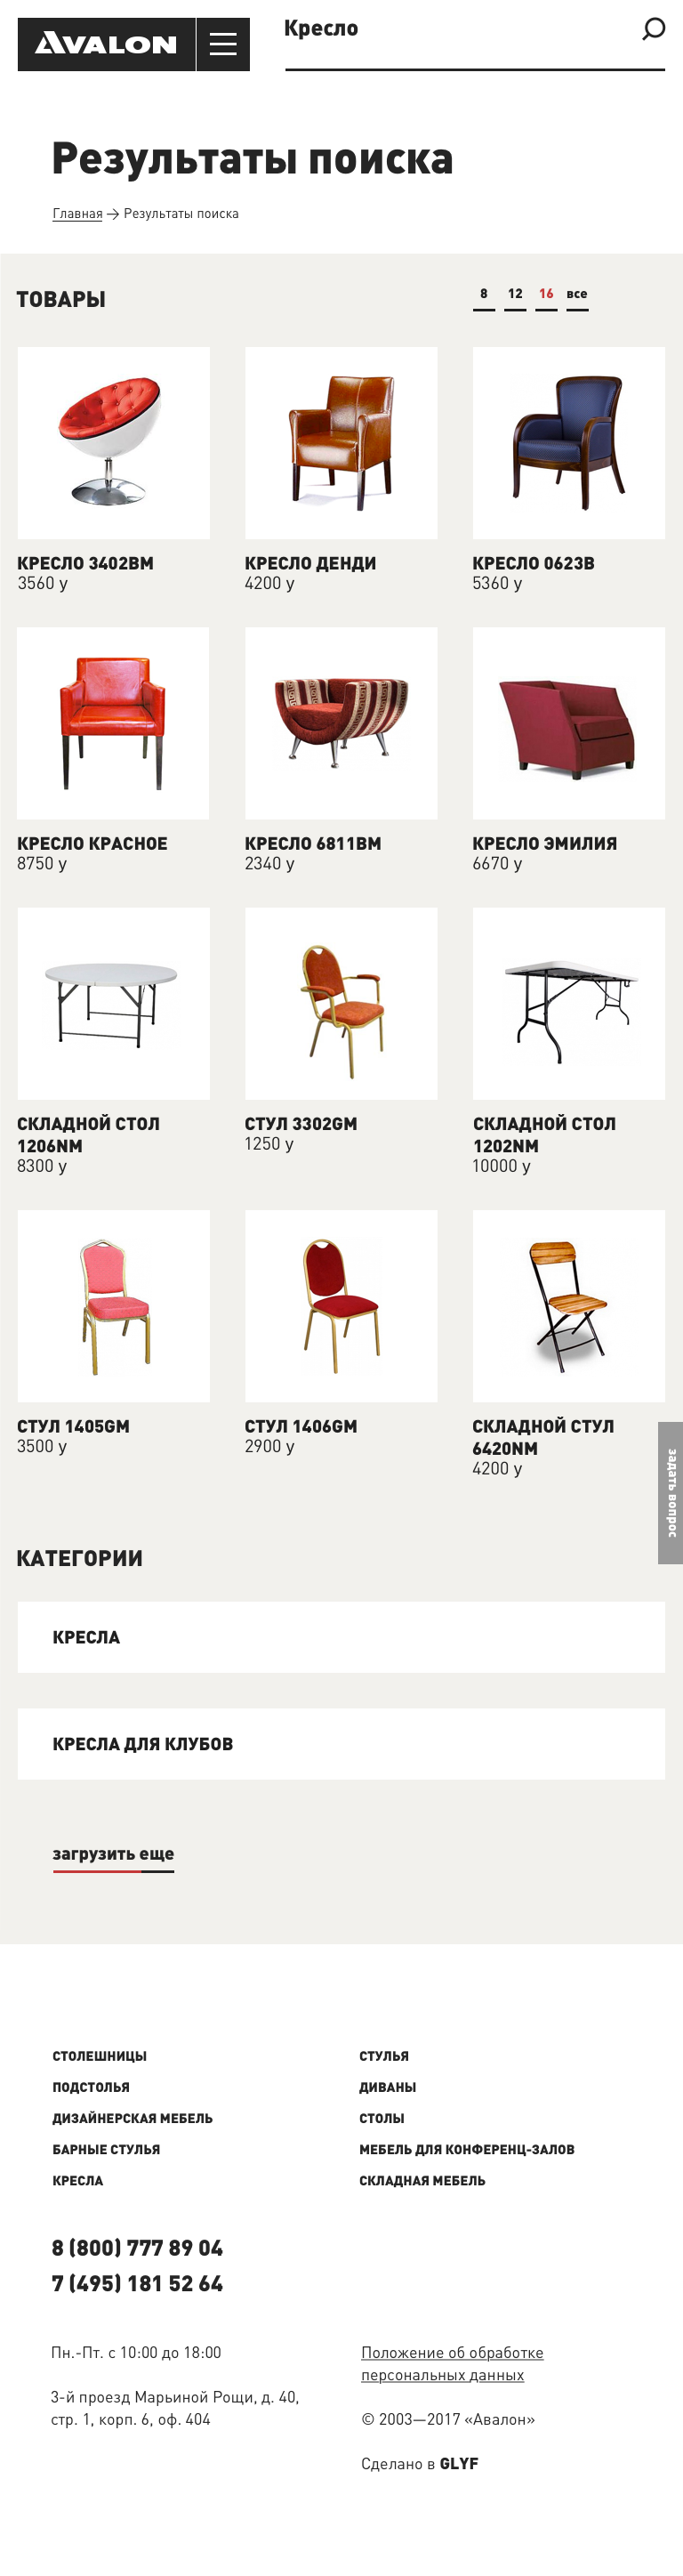 AVALON
Кресло
Результаты поиска
Главная → Результаты поиска
ТОВАРЫ
8 12 16 все
КРЕСЛО 3402BM
3560 у
КРЕСЛО ДЕНДИ
4200 у
КРЕСЛО 0623B
5360 у
КРЕСЛО КРАСНОЕ
8750 у
КРЕСЛО 6811BM
2340 у
КРЕСЛО ЭМИЛИЯ
6670 у
СКЛАДНОЙ СТОЛ
1206NM
8300 у
СТУЛ 3302GM
1250 у
СКЛАДНОЙ СТОЛ
1202NM
10000 у
СТУЛ 1405GM
3500 у
СТУЛ 1406GM
2900 у
СКЛАДНОЙ СТУЛ
6420NM
4200 у
задать вопрос
КАТЕГОРИИ
КРЕСЛА
КРЕСЛА ДЛЯ КЛУБОВ
загрузить еще
СТОЛЕШНИЦЫ
ПОДСТОЛЬЯ
ДИЗАЙНЕРСКАЯ МЕБЕЛЬ
БАРНЫЕ СТУЛЬЯ
КРЕСЛА
СТУЛЬЯ
ДИВАНЫ
СТОЛЫ
МЕБЕЛЬ ДЛЯ КОНФЕРЕНЦ-ЗАЛОВ
СКЛАДНАЯ МЕБЕЛЬ
8 (800) 777 89 04
7 (495) 181 52 64
Пн.-Пт. с 10:00 до 18:00
3-й проезд Марьиной Рощи, д. 40,
стр. 1, корп. 6, оф. 404
Положение об обработке
персональных данных
© 2003—2017 «Авалон»
Сделано в GLYF